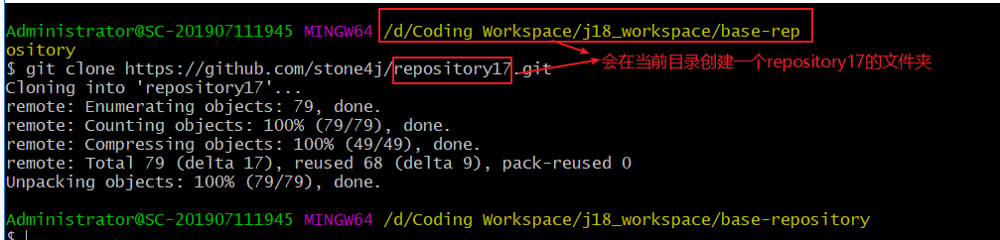 Administrator@SC-201907111945 MINGW64 /d/Coding Workspace/j18_workspace/base-rep
ository
$ git clone https://github.com/stone4j/repository17.git
会在当前目录创建一个repository17的文件夹
Cloning into 'repository17'...
remote: Enumerating objects: 79, done.
remote: Counting objects: 100% (79/79), done.
remote: Compressing objects: 100% (49/49), done.
remote: Total 79 (delta 17), reused 68 (delta 9), pack-reused 0
Unpacking objects: 100% (79/79), done.
Administrator@SC-201907111945 MINGW64 /d/Coding Workspace/j18_workspace/base-repository
$